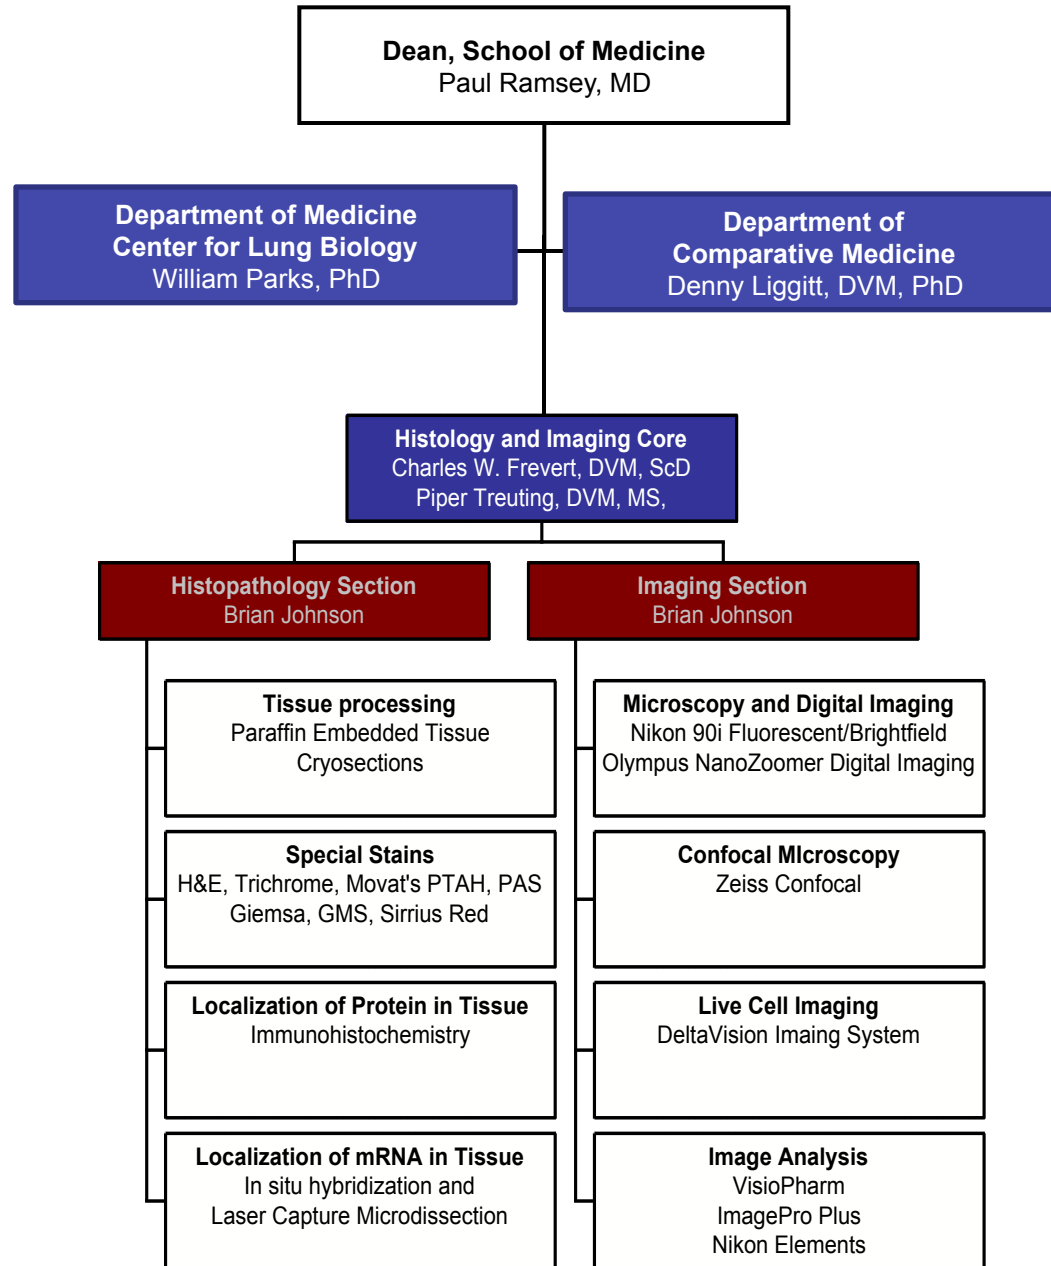 Dean, School of Medicine
Paul Ramsey, MD
Department of Medicine
Center for Lung Biology
William Parks, PhD
Department of
Comparative Medicine
Denny Liggitt, DVM, PhD
Histology and Imaging Core
Charles W. Frevert, DVM, ScD
Piper Treuting, DVM, MS,
Histopathology Section
Brian Johnson
Imaging Section
Brian Johnson
Tissue processing
Paraffin Embedded Tissue
Cryosections
Special Stains
H&E, Trichrome, Movat's PTAH, PAS
Giemsa, GMS, Sirrius Red
Localization of Protein in Tissue
Immunohistochemistry
Localization of mRNA in Tissue
In situ hybridization and
Laser Capture Microdissection
Microscopy and Digital Imaging
Nikon 90i Fluorescent/Brightfield
Olympus NanoZoomer Digital Imaging
Confocal MIcroscopy
Zeiss Confocal
Live Cell Imaging
DeltaVision Imaing System
Image Analysis
VisioPharm
ImagePro Plus
Nikon Elements